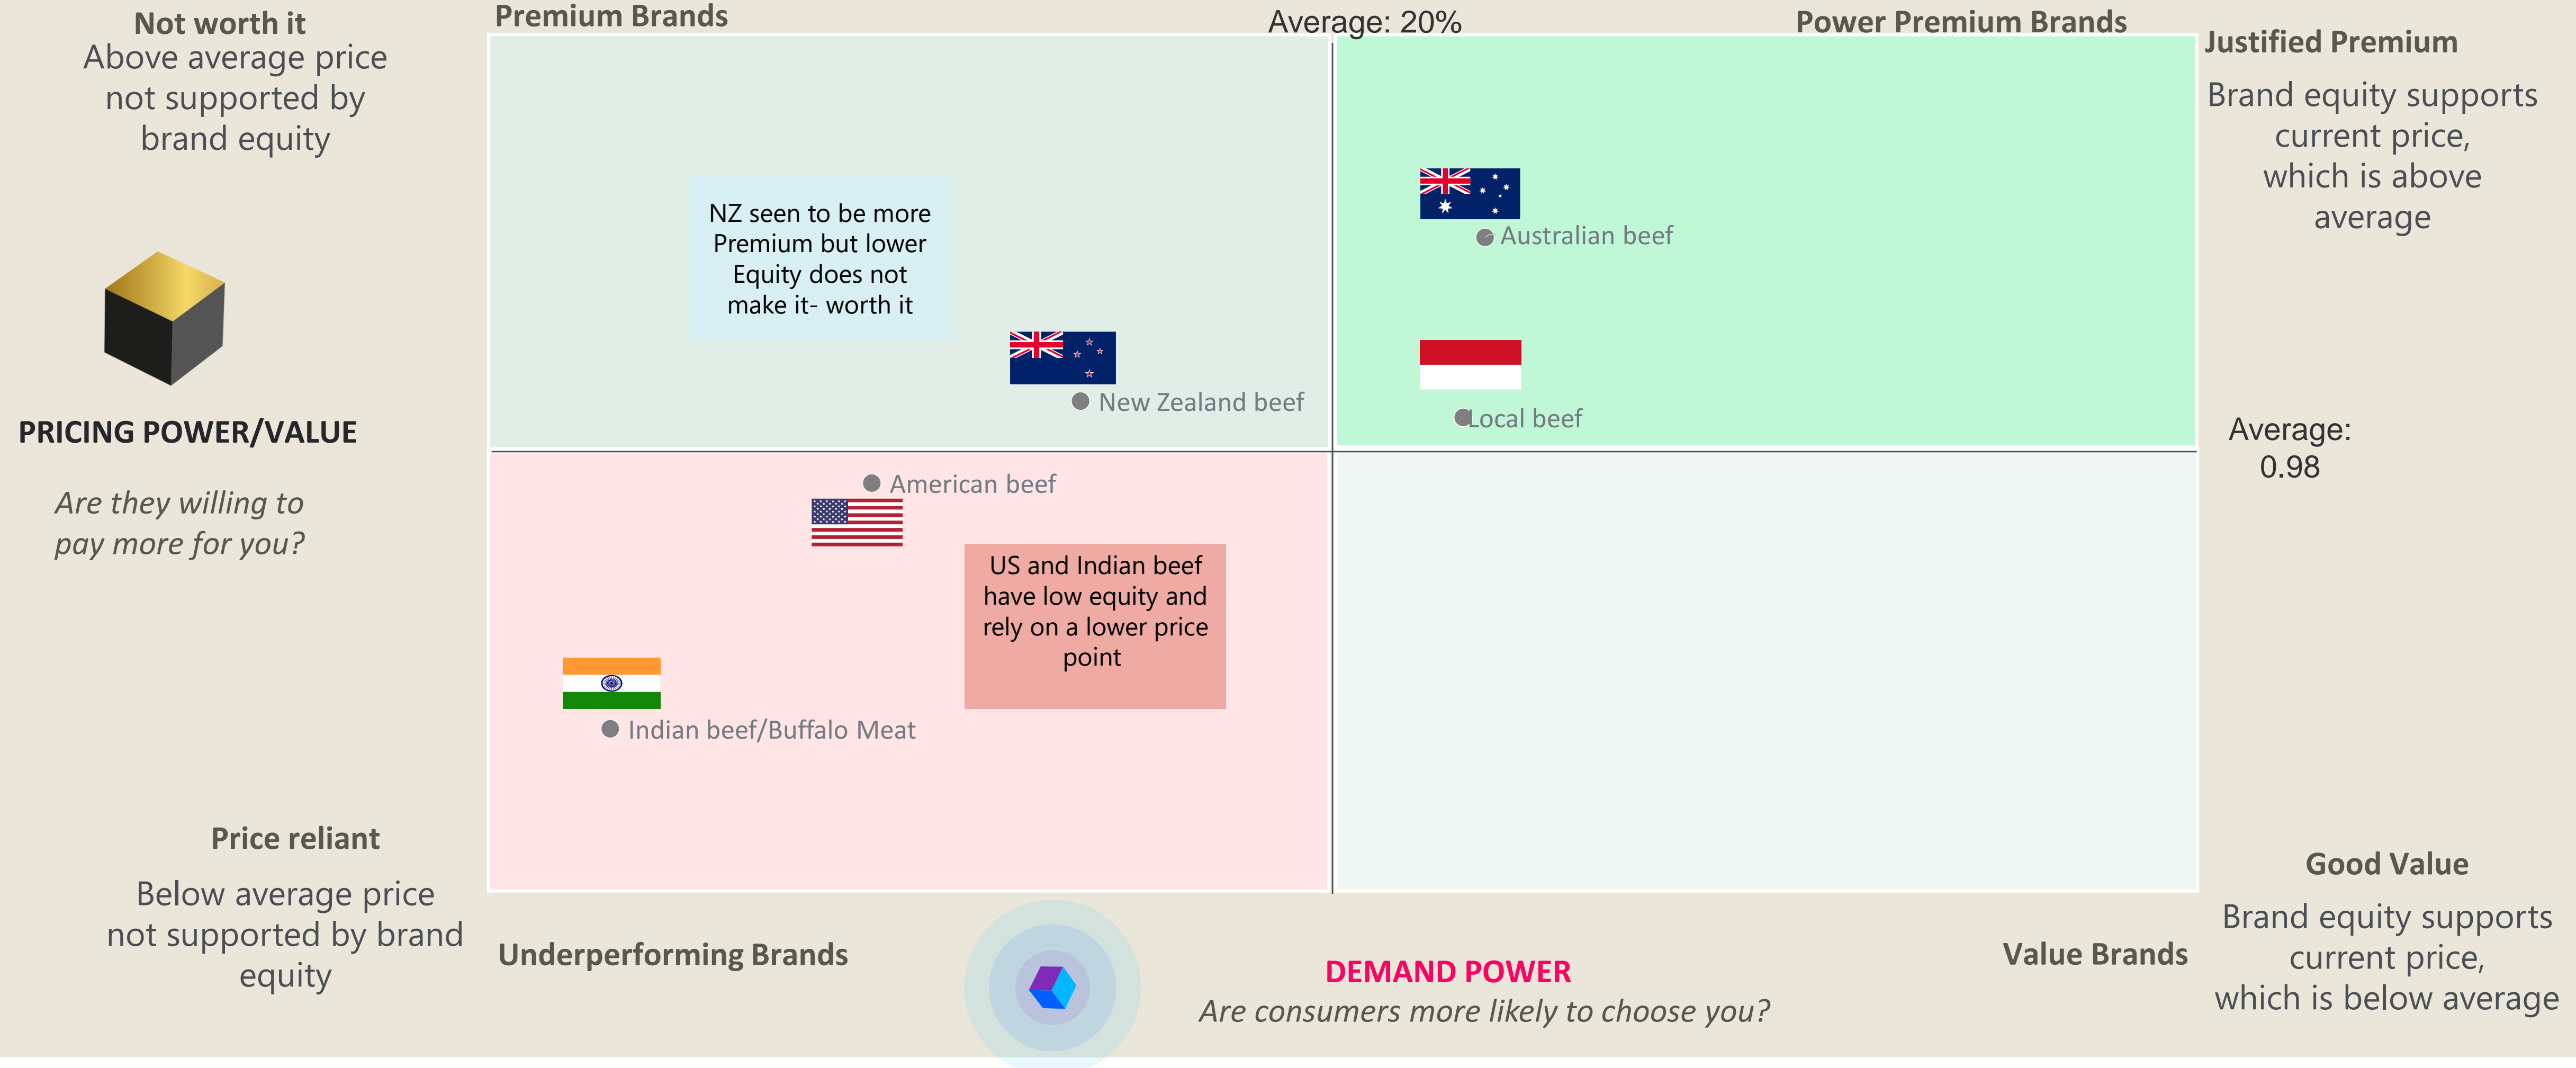 Not worth it
Above average price
not supported by
brand equity
Premium Brands
Average: 20%
Power Premium Brands
Justified Premium
Brand equity supports
current price,
which is above
average
NZ seen to be more
Premium but lower
Equity does not
make it- worth it
Australian beef
New Zealand beef
Local beef
PRICING POWER/VALUE
Are they willing to
pay more for you?
Average:
0.98
American beef
US and Indian beef
have low equity and
rely on a lower price
point
Indian beef/Buffalo Meat
Price reliant
Below average price
not supported by brand
equity
Underperforming Brands
DEMAND POWER
Are consumers more likely to choose you?
Value Brands
Good Value
Brand equity supports
current price,
which is below average